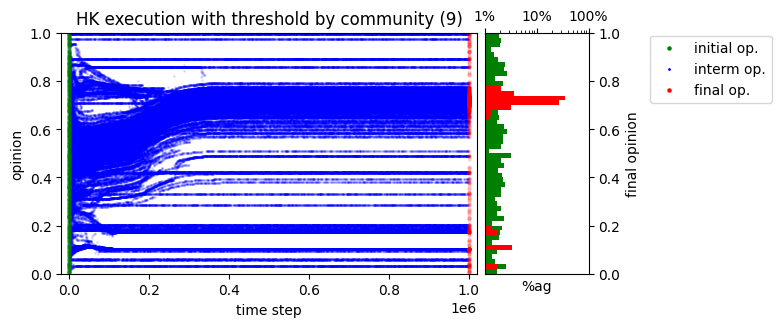 HK execution with threshold by community (9)
1% 10% 100%
1.0 1.0
0.8 0.8
0.6 0.6
0.4 0.4
0.2 0.2
0.0 0.0
opinion
final opinion
initial op.
interm op.
final op.
0.0 0.2 0.4 0.6 0.8 1.0
1e6
time step
%ag